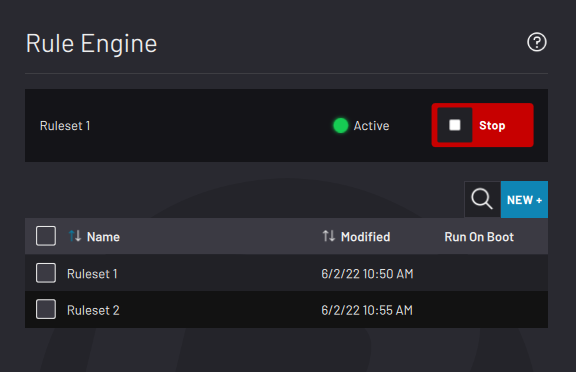 Rule Engine
?
Ruleset 1 Active Stop
NEW +
Name Modified Run On Boot
Ruleset 1 6/2/22 10:50 AM
Ruleset 2 6/2/22 10:55 AM